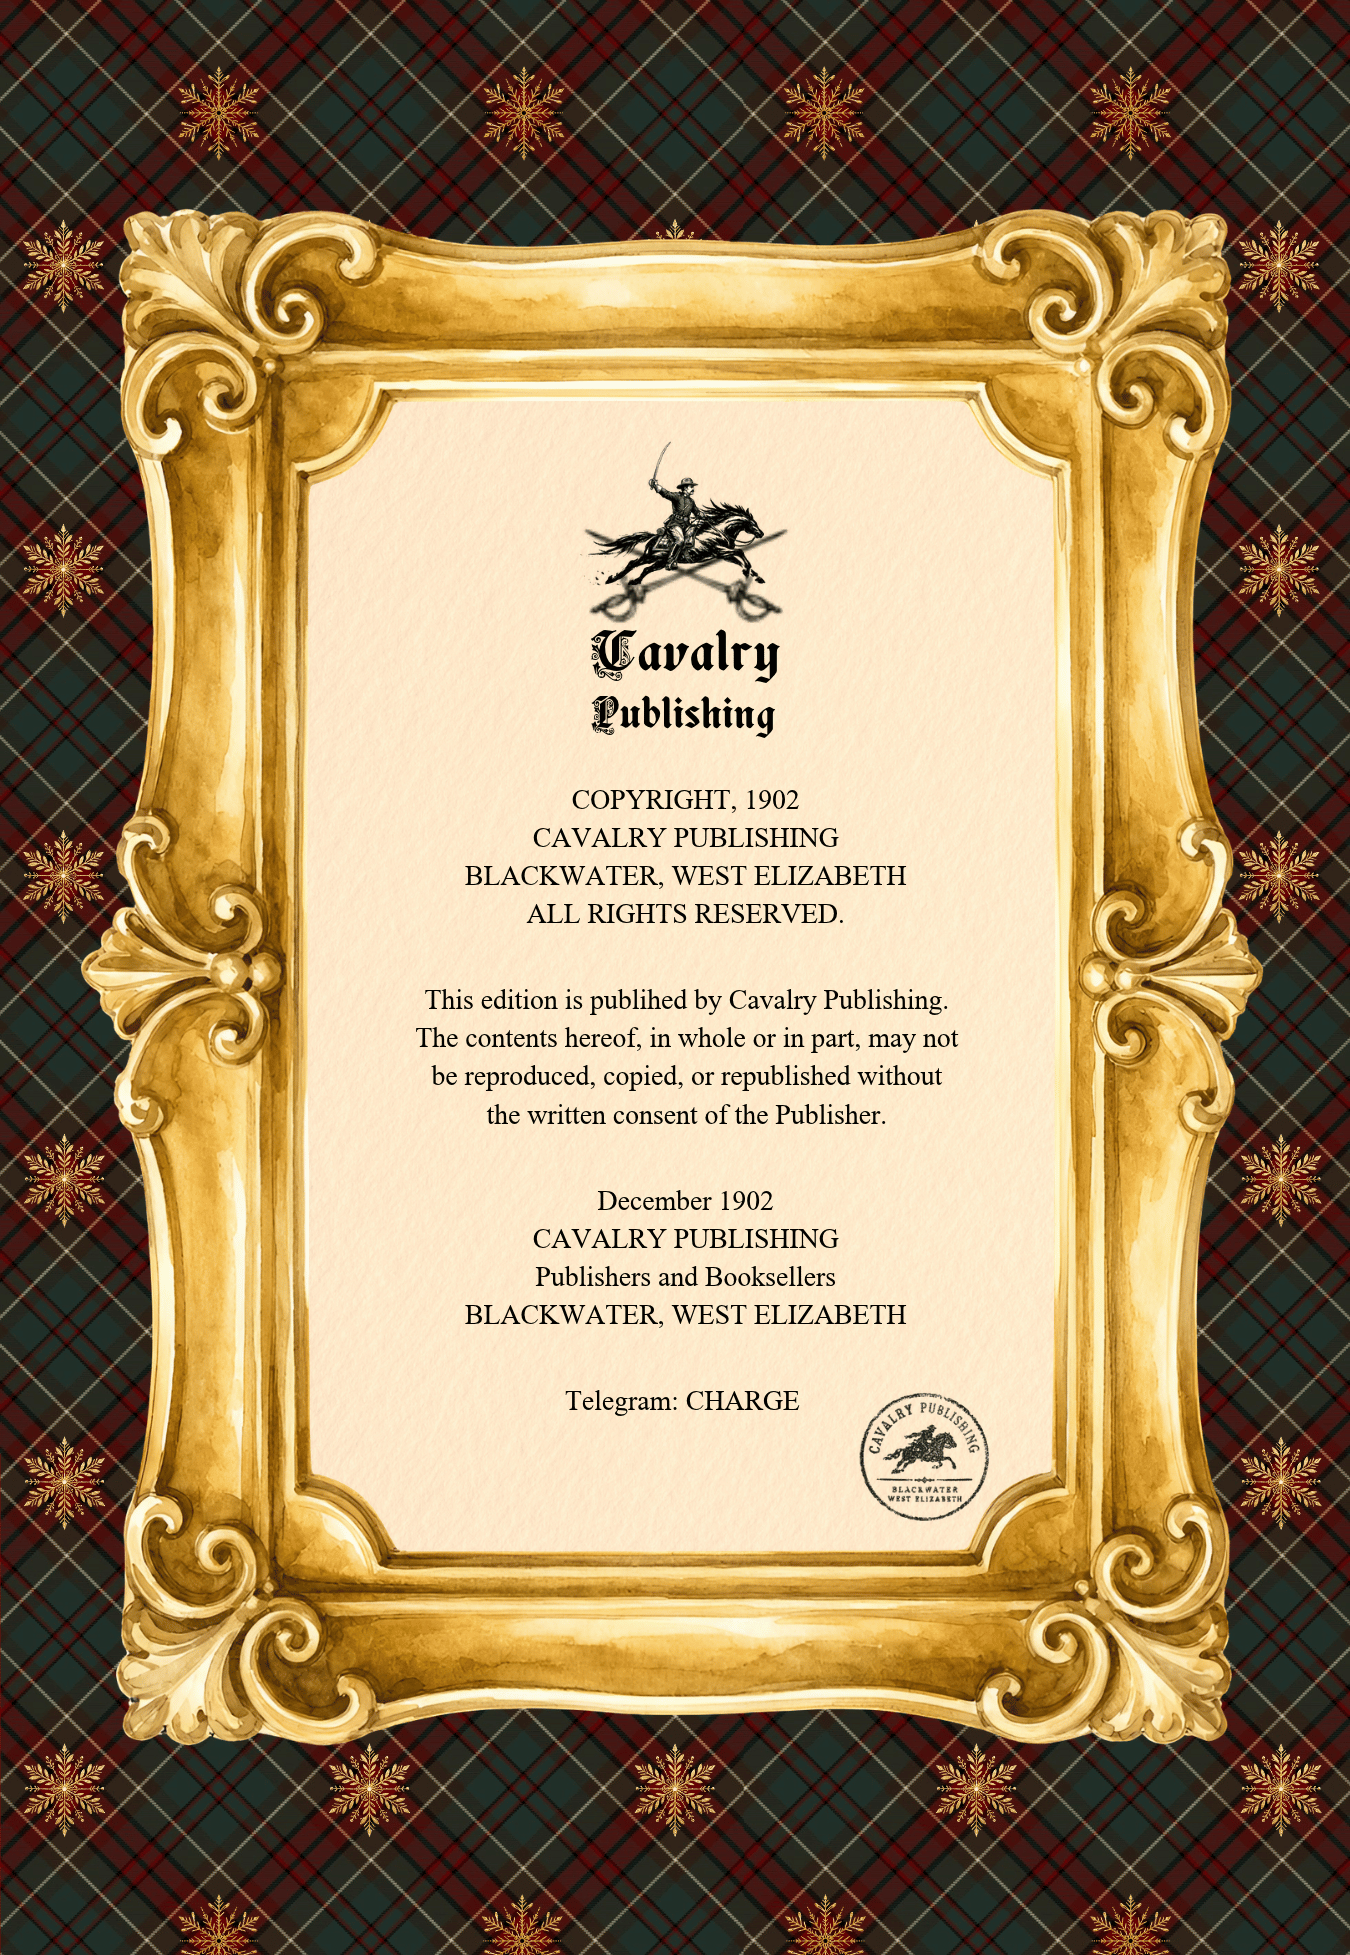 Cavalry
Publishing
COPYRIGHT, 1902
CAVALRY PUBLISHING
BLACKWATER, WEST ELIZABETH
ALL RIGHTS RESERVED.
This edition is publihed by Cavalry Publishing.
The contents hereof, in whole or in part, may not
be reproduced, copied, or republished without
the written consent of the Publisher.
December 1902
CAVALRY PUBLISHING
Publishers and Booksellers
BLACKWATER, WEST ELIZABETH
Telegram: CHARGE
CAVALRY PUBLISHING
BLACKWATER
WEST ELIZABETH